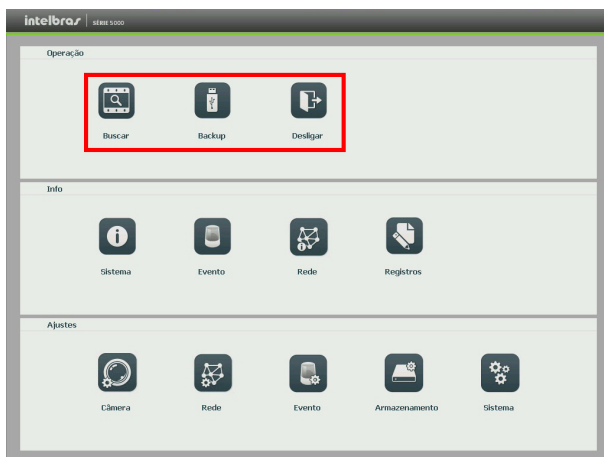 intelbras SÉRIE 5000
Operação
Buscar Backup Desligar
Info
Sistema Evento Rede Registros
Ajustes
Câmera Rede Evento Armazenamento Sistema